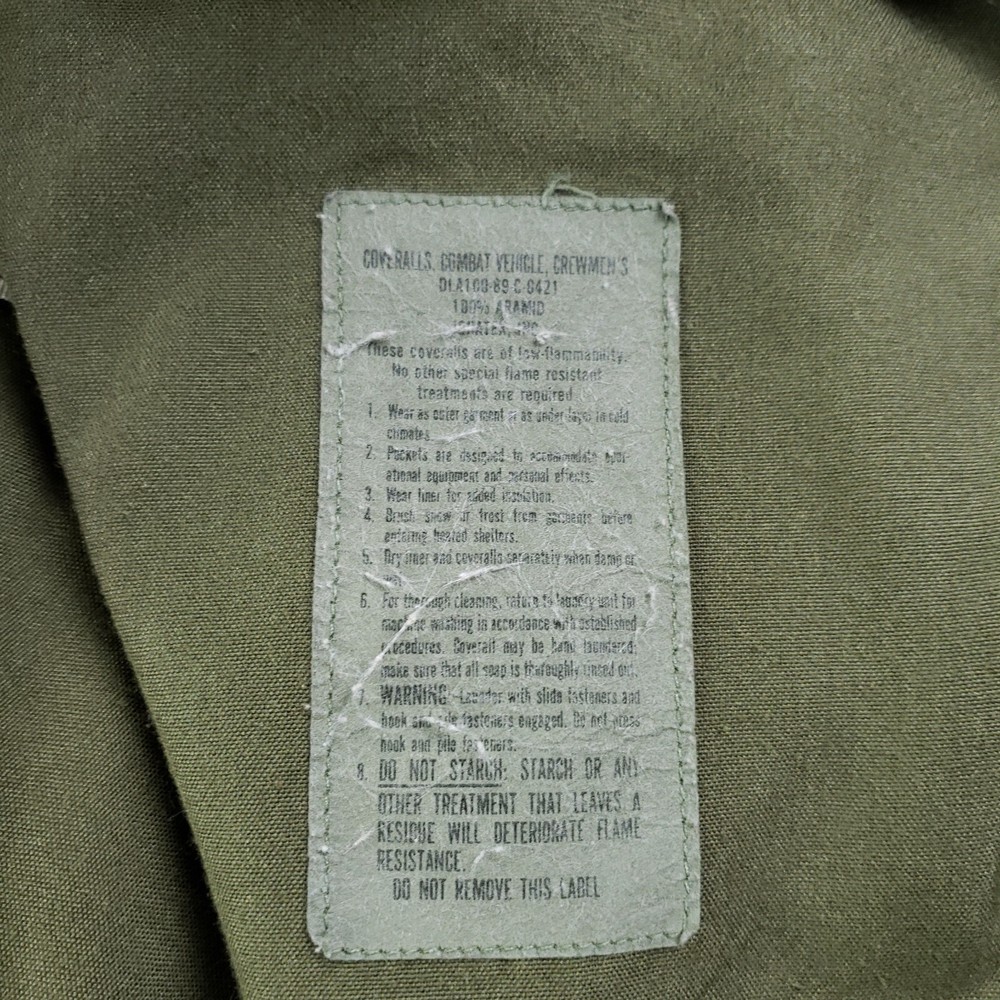 COVERALLS, COMBAT VEHICLE, CREWMEN'S
DLA100-89-C-0421
100% ARAMID
INC.
These coveralls are of low-flammability.
No other special flame resistant
treatments are required
1. Wear as outer garment or as under layer in cold
climates
2. Pockets are designed to accommodate oper-
ational equipment and personal effects.
3. Wear liner for added insulation.
4. Brush snow or frost from garments before
entering heated shelters.
5. Dry liner and coveralls separately when damp or
wet
6. For thorough cleaning, return to laundry unit for
machine washing in accordance with established
procedures. Coverall may be hand laundered;
make sure that all soap is thoroughly rinsed out.
7. WARNING: Launder with slide fasteners and
hook and pile fasteners engaged. Do not press
hook and pile fasteners.
8. DO NOT STARCH: STARCH OR ANY
OTHER TREATMENT THAT LEAVES A
RESIDUE WILL DETERIORATE FLAME
RESISTANCE.
DO NOT REMOVE THIS LABEL